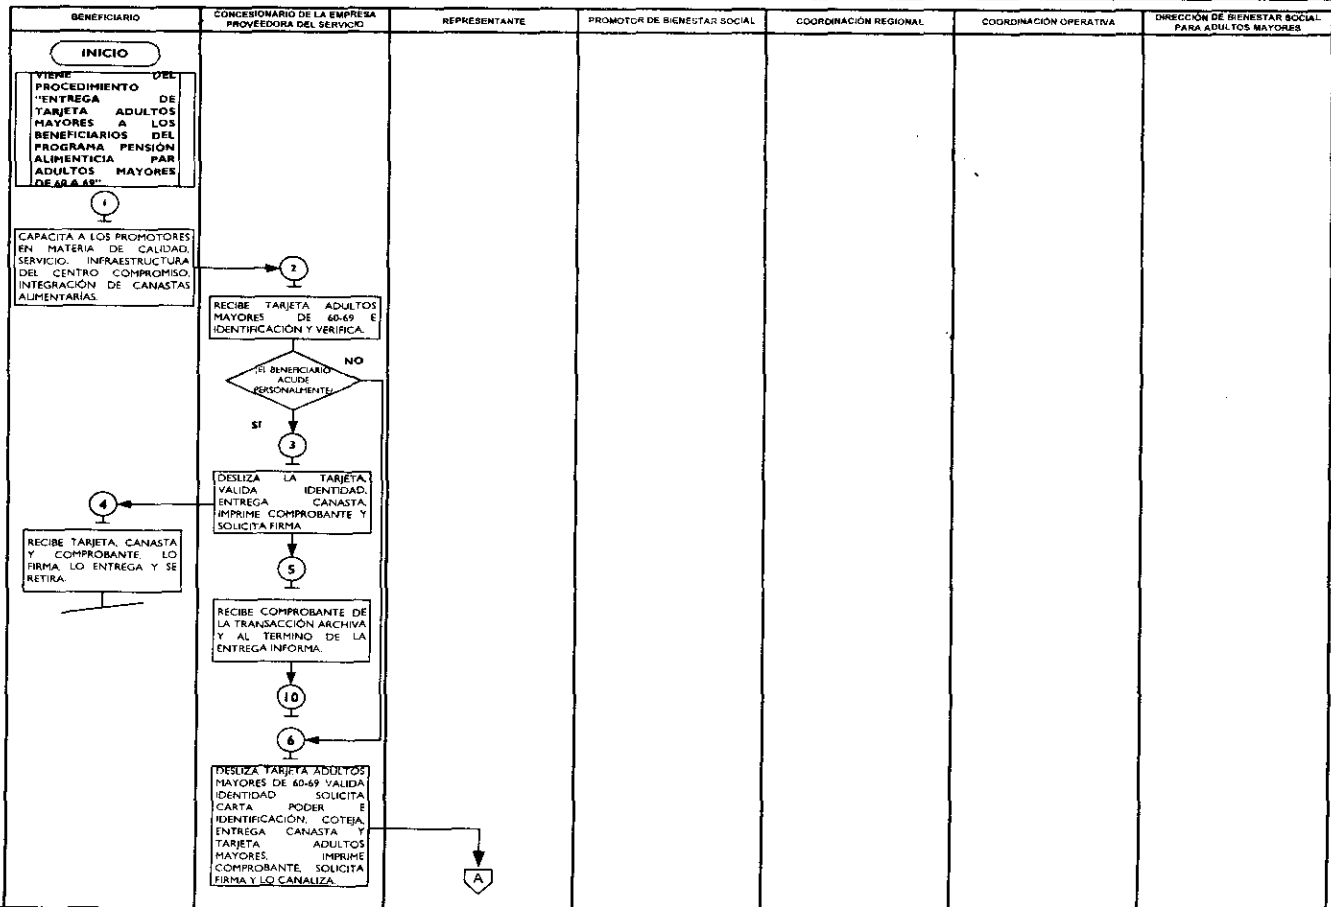 BENEFICIARIO
CONCESIONARIO DE LA EMPRESA
PROVEEDORA DEL SERVICIO
REPRESENTANTE
PROMOTOR DE BIENESTAR SOCIAL
COORDINACIÓN REGIONAL
COORDINACIÓN OPERATIVA
DIRECCIÓN DE BIENESTAR SOCIAL
PARA ADULTOS MAYORES
INICIO
VIENE DEL
PROCEDIMIENTO
"ENTREGA DE
TARJETA ADULTOS
MAYORES A LOS
BENEFICIARIOS DEL
PROGRAMA PENSIÓN
ALIMENTICIA PAR
ADULTOS MAYORES
DE 60 A 69"
1
CAPACITA A LOS PROMOTORES
EN MATERIA DE CALIDAD,
SERVICIO, INFRAESTRUCTURA
DEL CENTRO COMPROMISO,
INTEGRACIÓN DE CANASTAS
ALIMENTARÍAS.
2
RECIBE TARJETA ADULTOS
MAYORES DE 60-69 E
IDENTIFICACIÓN Y VERIFICA.
¿EL BENEFICIARIO
ACUDE
PERSONALMENTE?
NO
SI
3
DESLIZA LA TARJETA,
VALIDA IDENTIDAD,
ENTREGA CANASTA,
IMPRIME COMPROBANTE Y
SOLICITA FIRMA
4
RECIBE TARJETA, CANASTA
Y COMPROBANTE, LO
FIRMA, LO ENTREGA Y SE
RETIRA.
5
RECIBE COMPROBANTE DE
LA TRANSACCIÓN ARCHIVA
Y AL TERMINO DE LA
ENTREGA INFORMA.
10
6
DESLIZA TARJETA ADULTOS
MAYORES DE 60-69 VALIDA
IDENTIDAD SOLICITA
CARTA PODER E
IDENTIFICACIÓN, COTEJA,
ENTREGA CANASTA Y
TARJETA ADULTOS
MAYORES, IMPRIME
COMPROBANTE, SOLICITA
FIRMA Y LO CANALIZA.
A